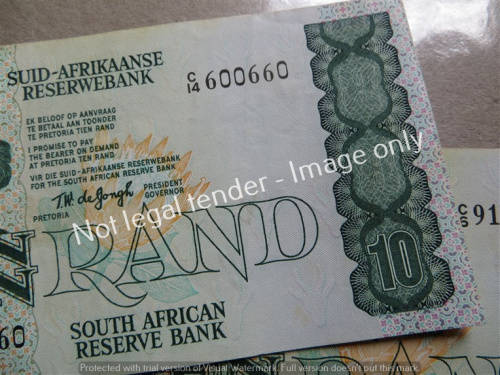 SUID-AFRIKAANSE
RESERWEBANK
C/14 600660
EK BELOOF OP AANVRAAG
TE BETAAL AAN TOONDER
TE PRETORIA TIEN RAND
I PROMISE TO PAY
THE BEARER ON DEMAND
AT PRETORIA TEN RAND
VIR DIE SUID-AFRIKAANSE RESERWEBANK
FOR THE SOUTH AFRICAN RESERVE BANK
T.W. de Jongh
PRESIDENT
GOVERNOR
PRETORIA
Not legal tender - Image only
C/5 91
RAND
10
60
SOUTH AFRICAN
RESERVE BANK
Protected with trial version of Visual Watermark. Full version doesn't put this mark.